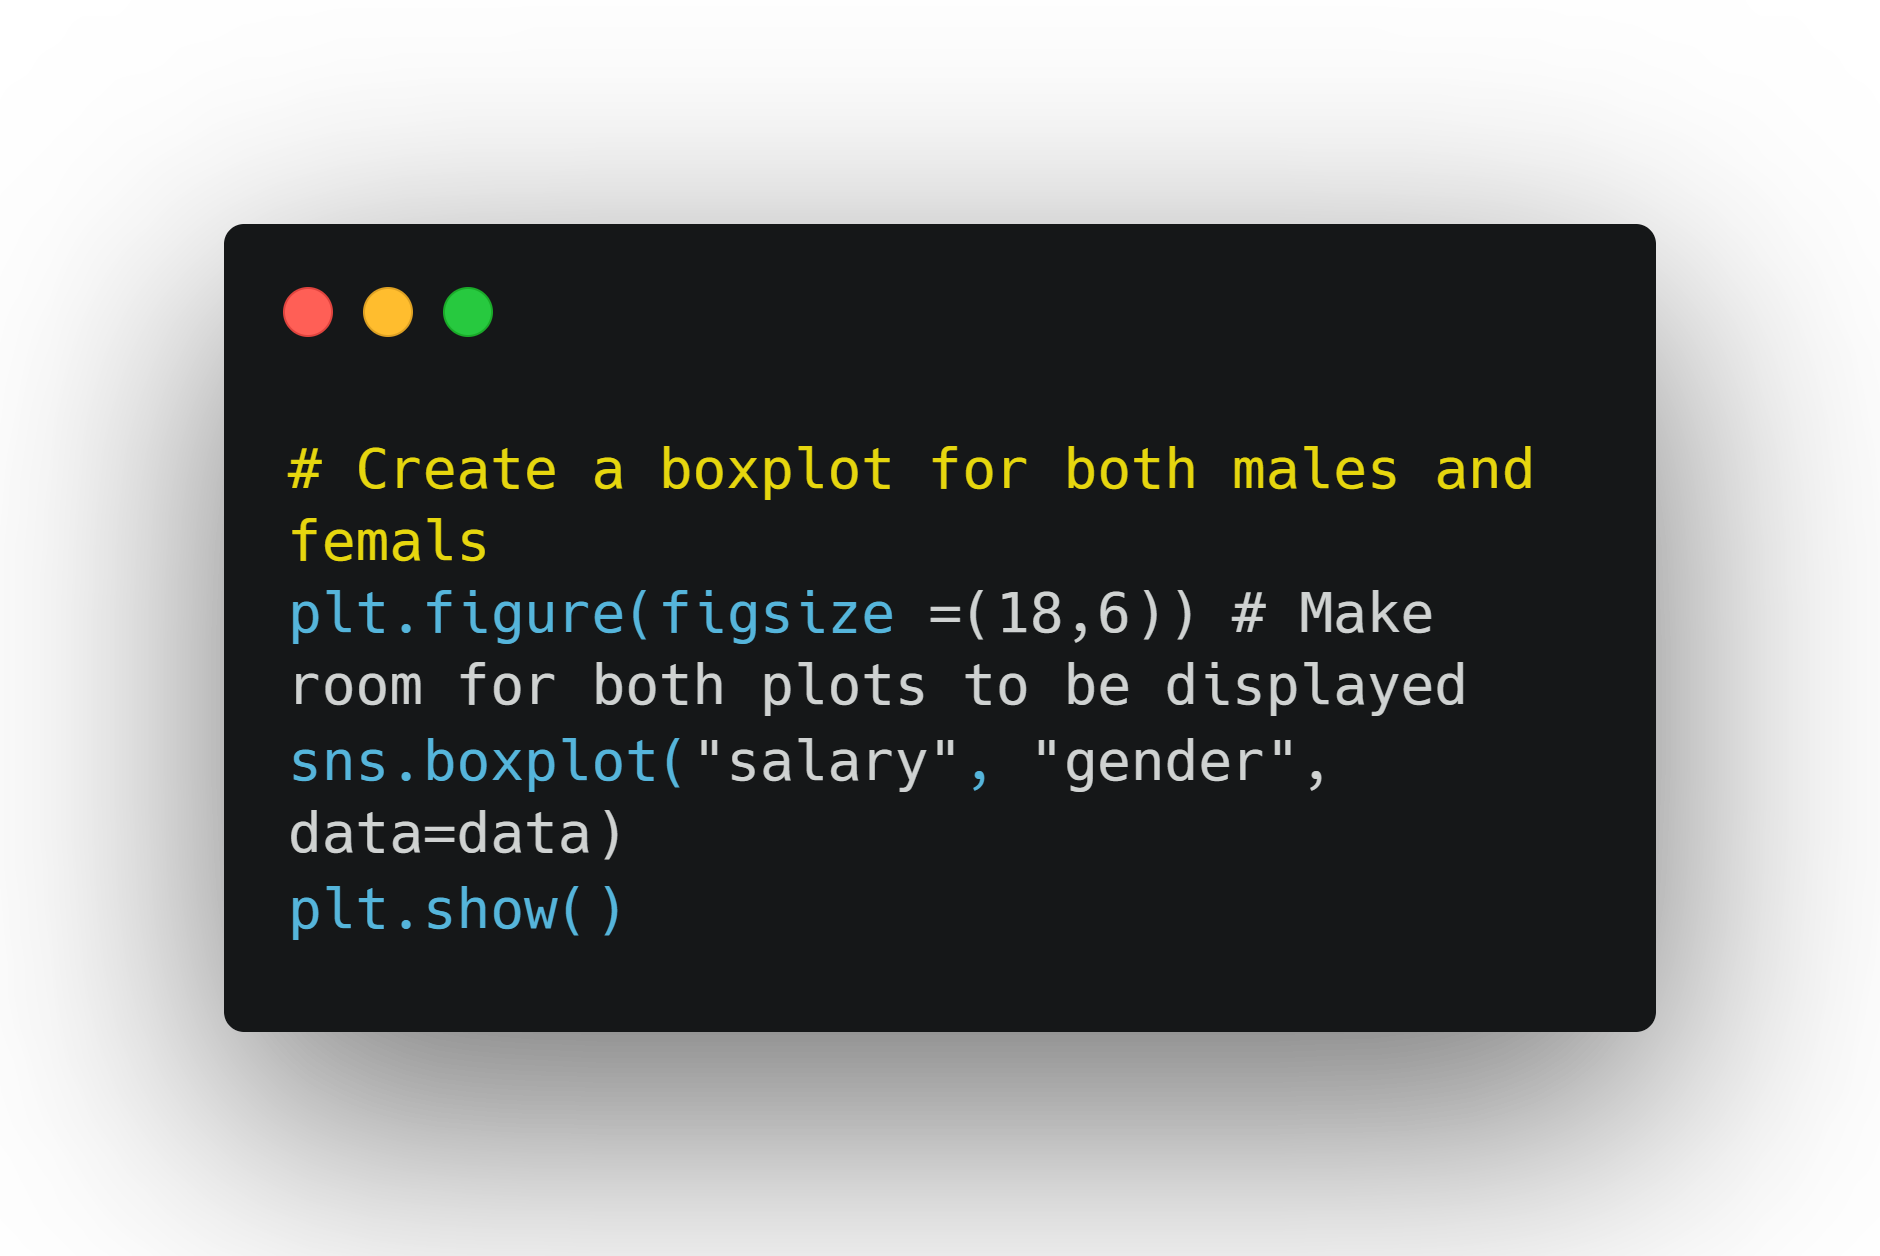 # Create a boxplot for both males and
femals
plt.figure(figsize =(18,6)) # Make
room for both plots to be displayed
sns.boxplot("salary", "gender",
data=data)
plt.show()